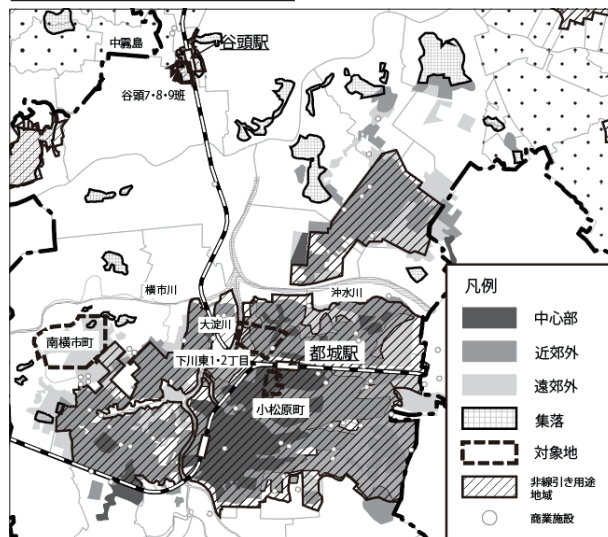 中霧島
谷頭駅
谷頭7・8・9班
横市川
沖水川
大淀川
南横市町
下川東1・2丁目
都城駅
小松原町
凡例
中心部
近郊外
遠郊外
集落
対象地
非線引き用途
地域
商業施設